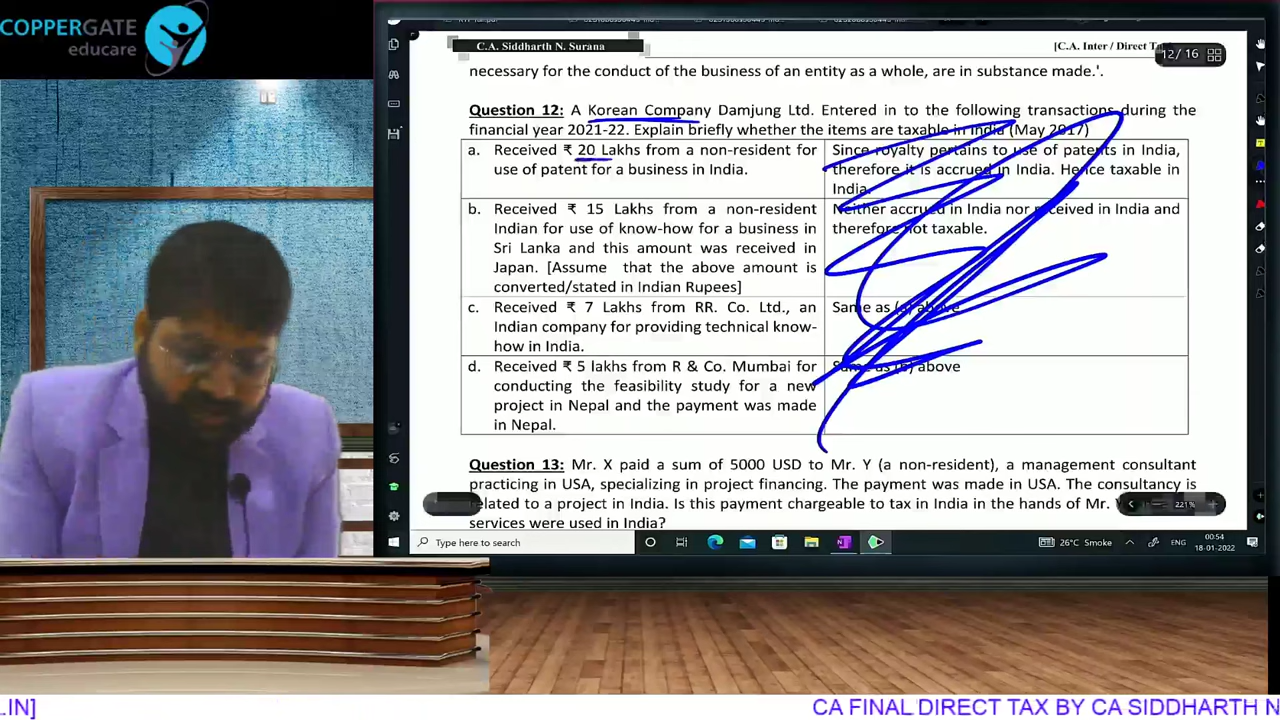 COPPERGATE
educare
C.A. Siddharth N. Surana
[C.A. Inter / Direct Ta
12/16
necessary for the conduct of the business of an entity as a whole, are in substance made.'.
Question 12: A Korean Company Damjung Ltd. Entered in to the following transactions during the
financial year 2021-22. Explain briefly whether the items are taxable in India (May 2017)
a. Received ₹ 20 Lakhs from a non-resident for
use of patent for a business in India.
Since royalty pertains to use of patents in India,
therefore it is accrued in India. Hence taxable in
India.
b. Received ₹ 15 Lakhs from a non-resident
Indian for use of know-how for a business in
Sri Lanka and this amount was received in
Japan. [Assume that the above amount is
converted/stated in Indian Rupees]
Neither accrued in India nor received in India and
therefore not taxable.
c. Received ₹ 7 Lakhs from RR. Co. Ltd., an
Indian company for providing technical know-
how in India.
Same as (a) above
d. Received ₹ 5 lakhs from R & Co. Mumbai for
conducting the feasibility study for a new
project in Nepal and the payment was made
in Nepal.
Same as above
Question 13: Mr. X paid a sum of 5000 USD to Mr. Y (a non-resident), a management consultant
practicing in USA, specializing in project financing. The payment was made in USA. The consultancy is
related to a project in India. Is this payment chargeable to tax in India in the hands of Mr.
services were used in India?
221%
Type here to search
26°C Smoke
ENG
00:54
18-01-2022
.IN]
CA FINAL DIRECT TAX BY CA SIDDHARTH N